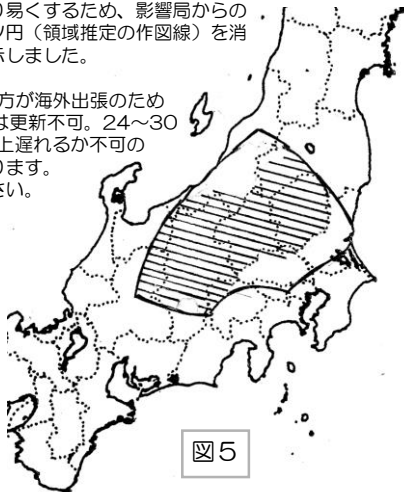 り易くするため、影響局からの
ツ円（領域推定の作図線）を消
示しました。
方が海外出張のため
は更新不可。24～30
上遅れるか不可の
ります。
さい。
図5